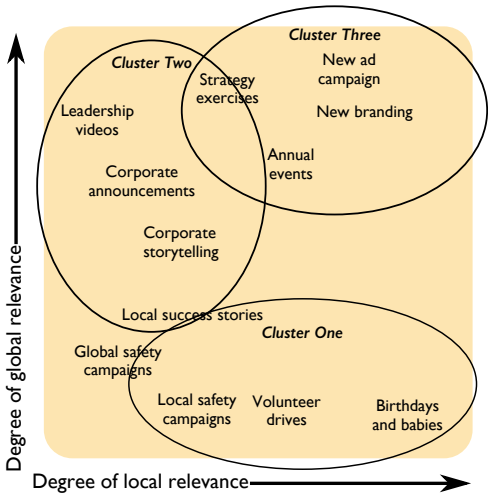 Cluster Three
Cluster Two
New ad
campaign
Strategy
exercises
Leadership
videos
New branding
Annual
events
Corporate
announcements
Corporate
storytelling
Local success stories
Cluster One
Global safety
campaigns
Local safety
campaigns
Volunteer
drives
Birthdays
and babies
Degree of global relevance
Degree of local relevance